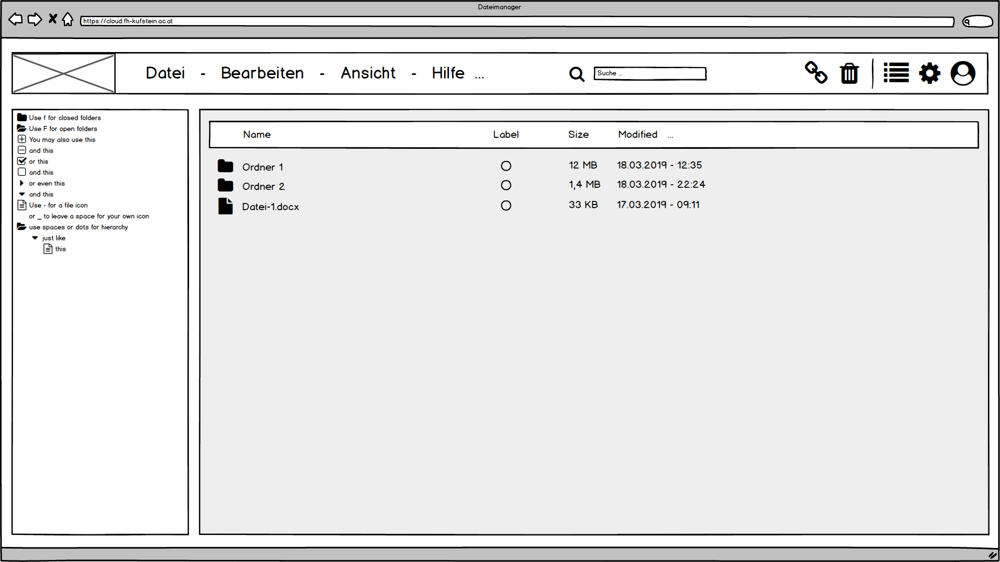 Dateimanager
https://cloud.fh-kufstein.ac.at
Datei - Bearbeiten - Ansicht - Hilfe ...
Suche ...
Use f for closed folders
Use F for open folders
You may also use this
and this
or this
and this
or even this
and this
Use - for a file icon
or _ to leave a space for your own icon
use spaces or dots for hierarchy
just like
this
Name Label Size Modified ...
Ordner 1 12 MB 18.03.2019 - 12:35
Ordner 2 1,4 MB 18.03.2019 - 22:24
Datei-1.docx 33 KB 17.03.2019 - 09:11